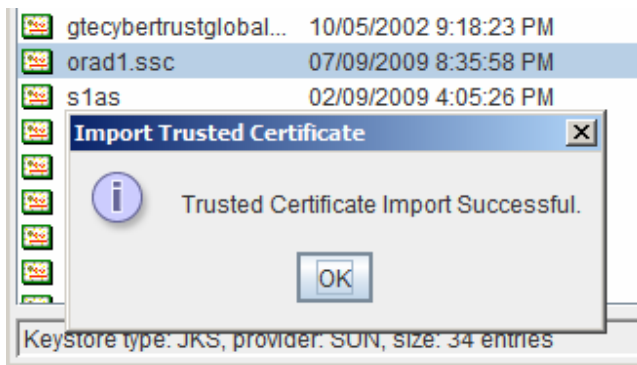 gtecybertrustglobal... 10/05/2002 9:18:23 PM
orad1.ssc 07/09/2009 8:35:58 PM
s1as 02/09/2009 4:05:26 PM
Import Trusted Certificate
Trusted Certificate Import Successful.
OK
Keystore type: JKS, provider: SUN, size: 34 entries